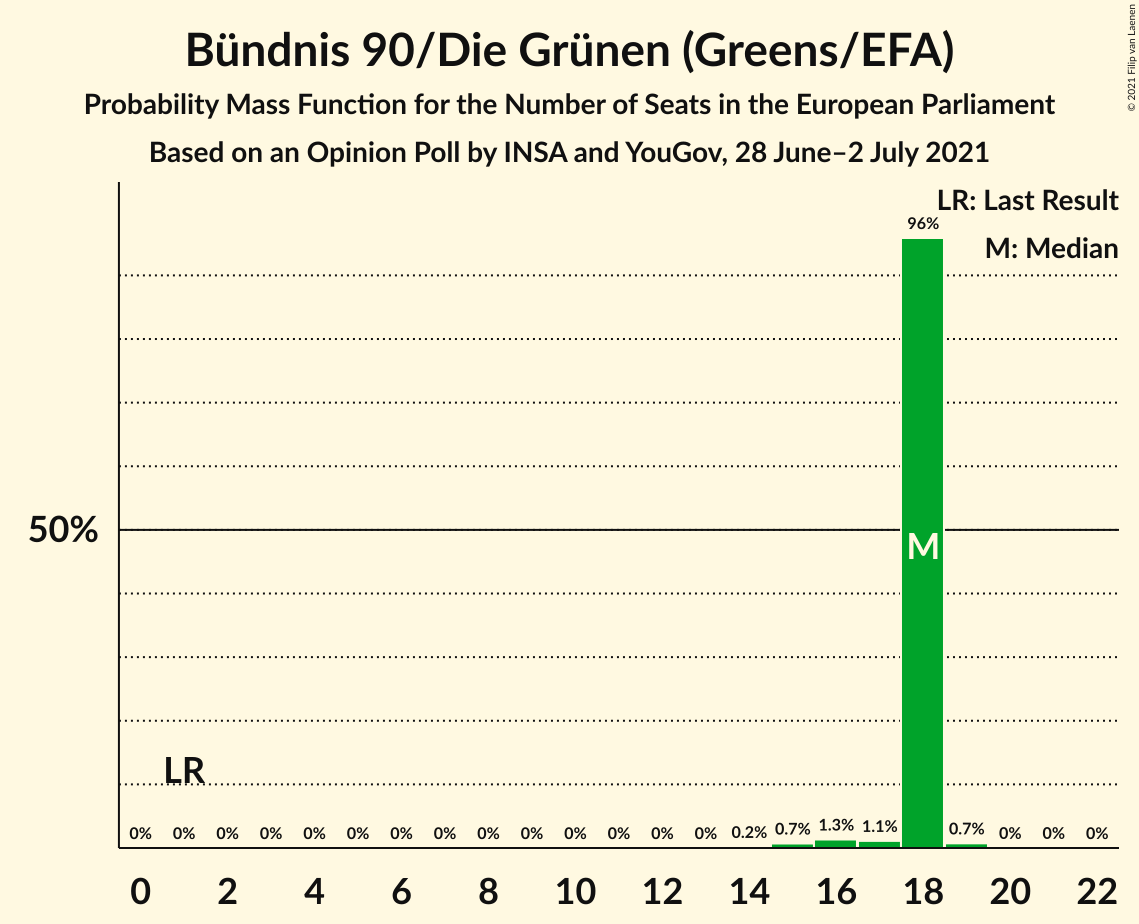 Bündnis 90/Die Grünen (Greens/EFA)
Probability Mass Function for the Number of Seats in the European Parliament
Based on an Opinion Poll by INSA and YouGov, 28 June–2 July 2021
© 2021 Filip van Laenen
LR: Last Result
M: Median
96%
50%
M
LR
0% 0% 0% 0% 0% 0% 0% 0% 0% 0% 0% 0% 0% 0% 0.2% 0.7% 1.3% 1.1% 0.7% 0% 0% 0%
0 2 4 6 8 10 12 14 16 18 20 22